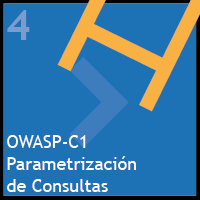 4
OWASP-C1
Parametrización
de Consultas